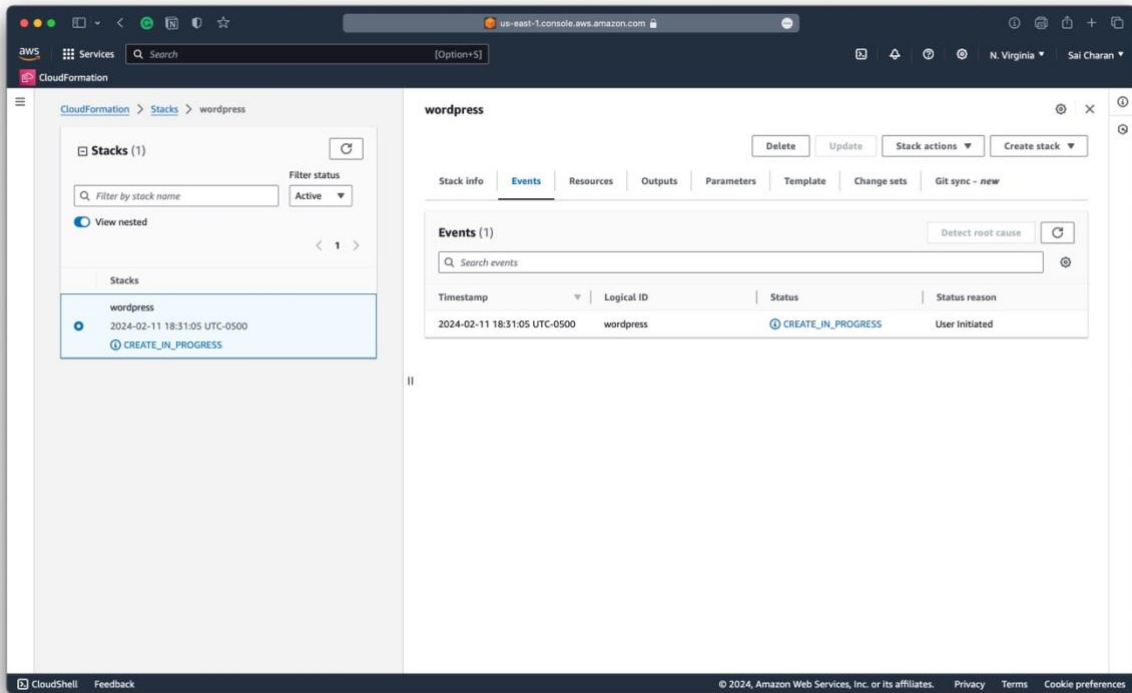 us-east-1.console.aws.amazon.com
aws Services Search [Option+S] N. Virginia Sai Charan
CloudFormation
CloudFormation > Stacks > wordpress
Stacks (1)
Filter status
Filter by stack name Active
View nested
1
Stacks
wordpress
2024-02-11 18:31:05 UTC-0500
CREATE_IN_PROGRESS
wordpress
Delete Update Stack actions Create stack
Stack info Events Resources Outputs Parameters Template Change sets Git sync - new
Events (1) Detect root cause
Search events
Timestamp Logical ID Status Status reason
2024-02-11 18:31:05 UTC-0500 wordpress CREATE_IN_PROGRESS User Initiated
CloudShell Feedback © 2024, Amazon Web Services, Inc. or its affiliates. Privacy Terms Cookie preferences